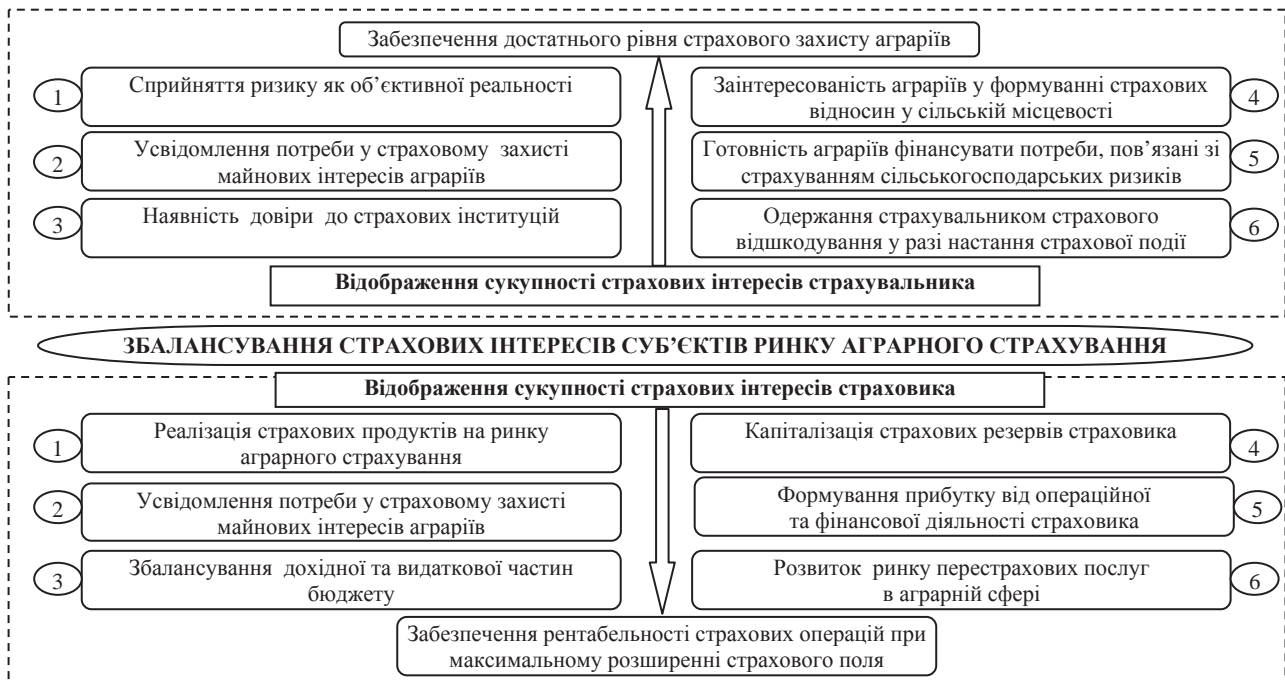 Забезпечення достатнього рівня страхового захисту аграріїв
1
Сприйняття ризику як об’єктивної реальності
2
Усвідомлення потреби у страховому захисті
майнових інтересів аграріїв
3
Наявність довіри до страхових інституцій
Заінтересованість аграріїв у формуванні страхових
відносин у сільській місцевості
4
Готовність аграріїв фінансувати потреби, пов’язані зі
страхуванням сільськогосподарських ризиків
5
Одержання страхувальником страхового
відшкодування у разі настання страхової події
6
Відображення сукупності страхових інтересів страхувальника
ЗБАЛАНСУВАННЯ СТРАХОВИХ ІНТЕРЕСІВ СУБ’ЄКТІВ РИНКУ АГРАРНОГО СТРАХУВАННЯ
Відображення сукупності страхових інтересів страховика
1
Реалізація страхових продуктів на ринку
аграрного страхування
2
Усвідомлення потреби у страховому захисті
майнових інтересів аграріїв
3
Збалансування дохідної та видаткової частин
бюджету
Капіталізація страхових резервів страховика
4
Формування прибутку від операційної
та фінансової діяльності страховика
5
Розвиток ринку перестрахових послуг
в аграрній сфері
6
Забезпечення рентабельності страхових операцій при
максимальному розширенні страхового поля